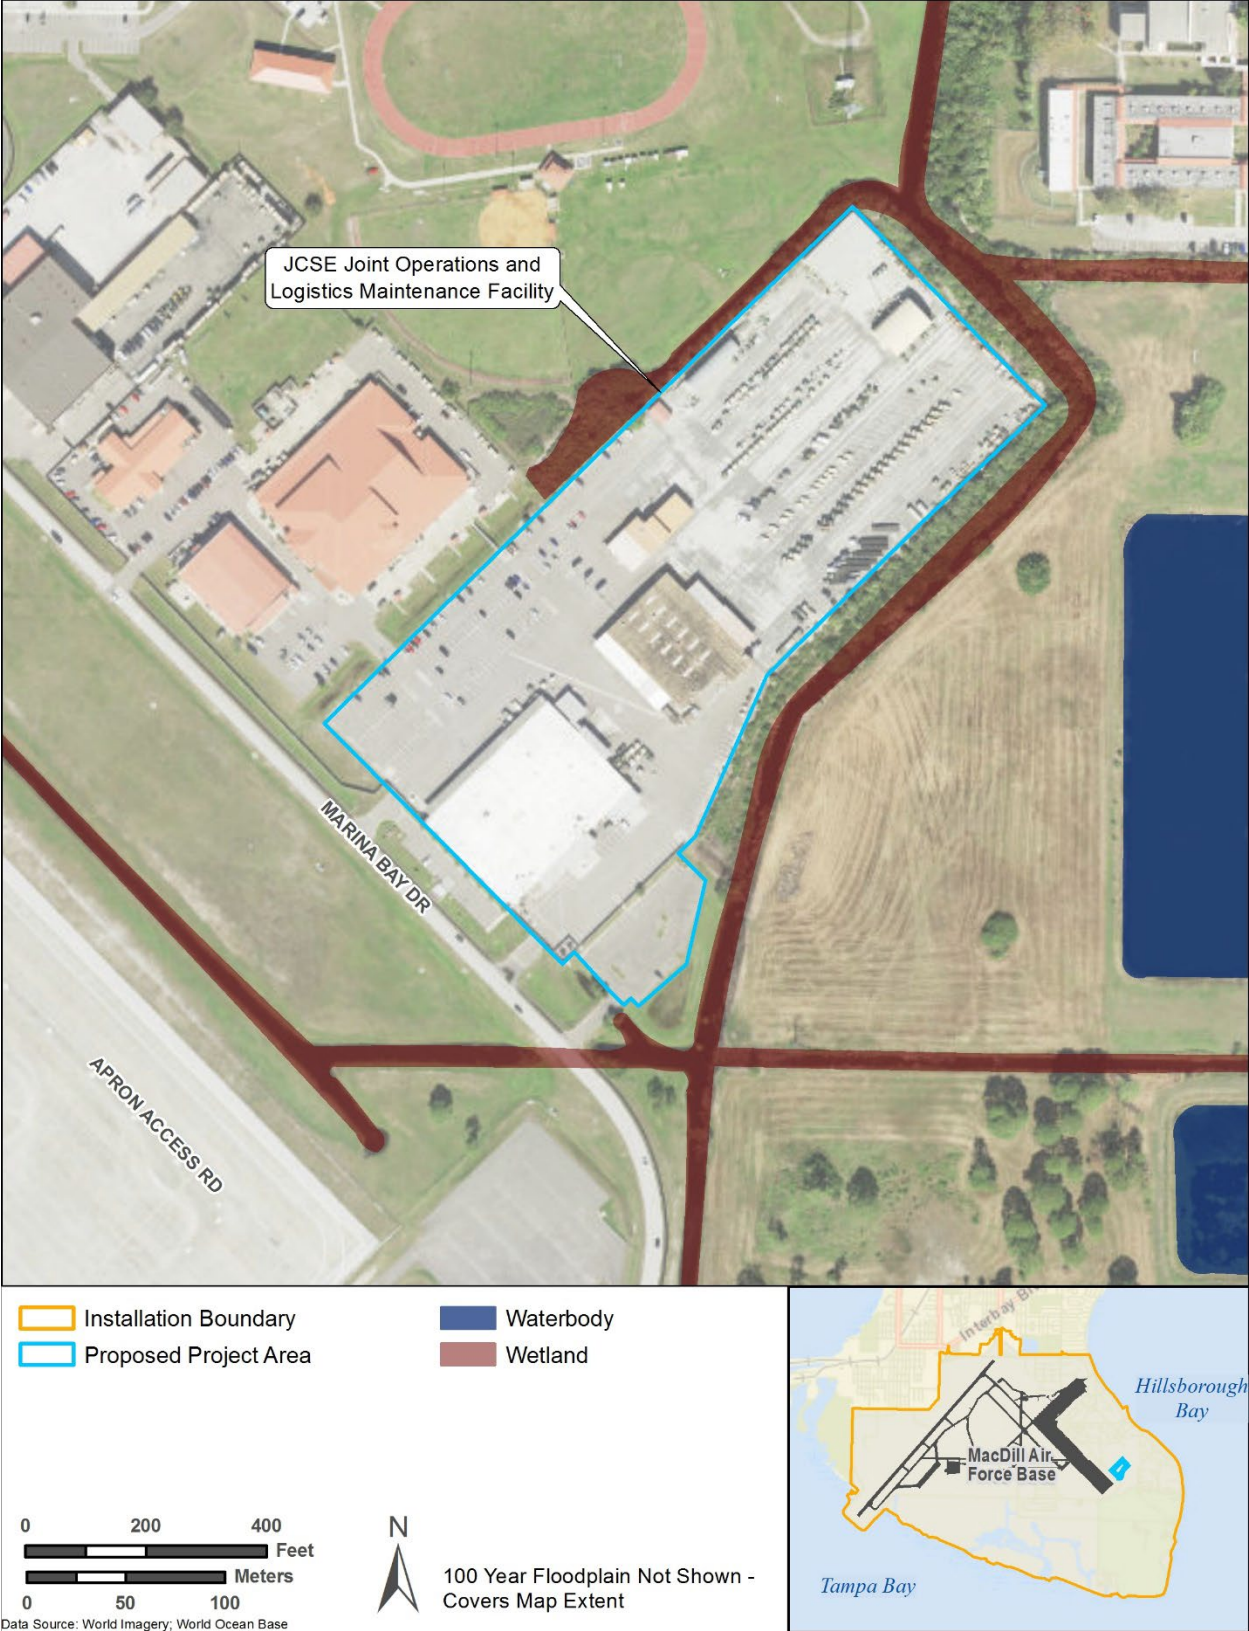 JCSE Joint Operations and
Logistics Maintenance Facility
MARINA BAY DR
APRON ACCESS RD
Installation Boundary
Proposed Project Area
Waterbody
Wetland
0 200 400
Feet
Meters
0 50 100
N
100 Year Floodplain Not Shown -
Covers Map Extent
Data Source: World Imagery; World Ocean Base
Interbay
Hillsborough
Bay
MacDill Air
Force Base
Tampa Bay